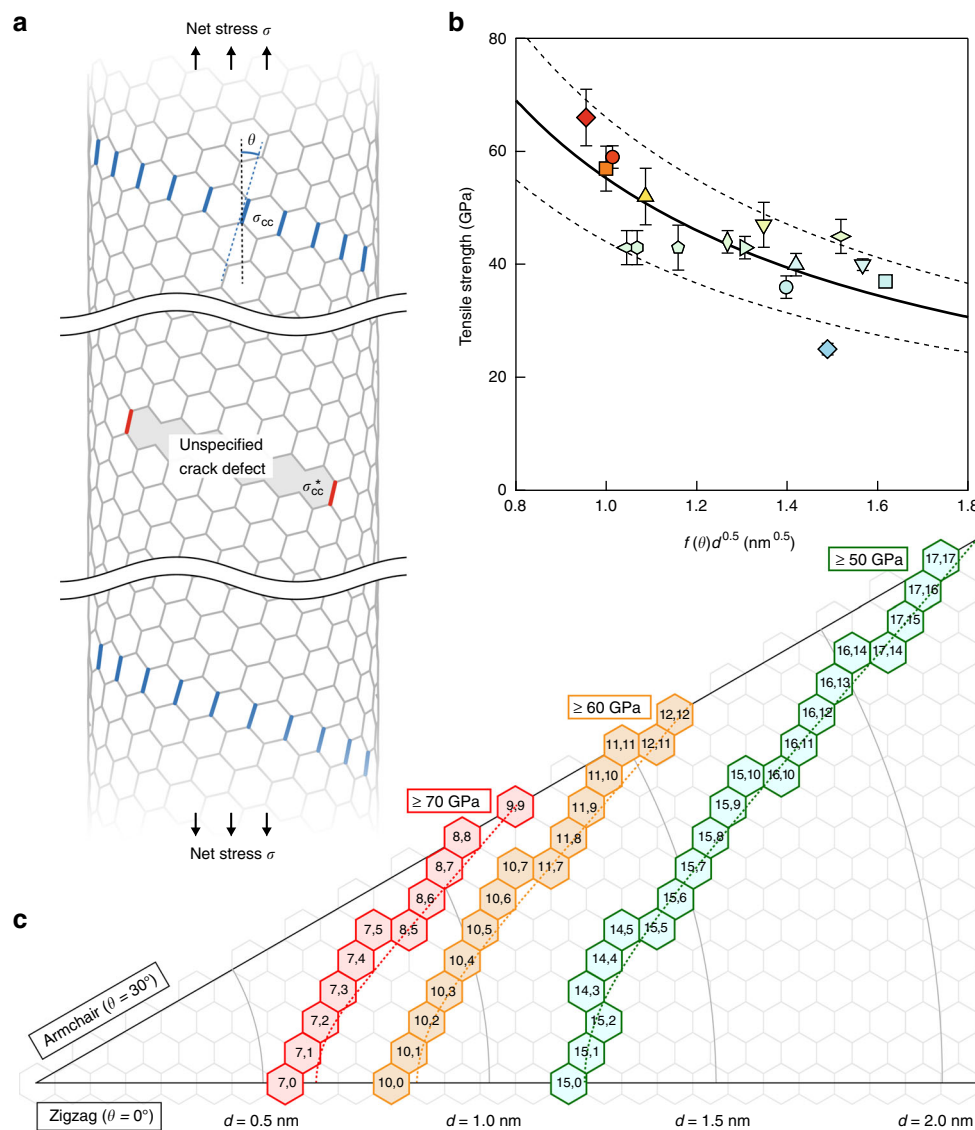 a
Net stress σ
θ
σcc
Unspecified
crack defect
σ*cc
Net stress σ
b
Tensile strength (GPa)
80
60
40
20
0
0.8
1.0
1.2
1.4
1.6
1.8
f (θ)d^0.5 (nm^0.5)
c
≥ 70 GPa
≥ 60 GPa
≥ 50 GPa
9,9
8,8
8,7
8,6
7,5
8,5
7,4
7,3
7,2
7,1
7,0
12,12
11,11
12,11
11,10
11,9
11,8
10,7
11,7
10,6
10,5
10,4
10,3
10,2
10,1
10,0
17,17
17,16
17,15
16,14
17,14
16,13
16,12
16,11
15,10
16,10
15,9
15,8
15,7
15,6
14,5
15,5
14,4
14,3
15,2
15,1
15,0
Armchair (θ = 30°)
Zigzag (θ = 0°)
d = 0.5 nm
d = 1.0 nm
d = 1.5 nm
d = 2.0 nm